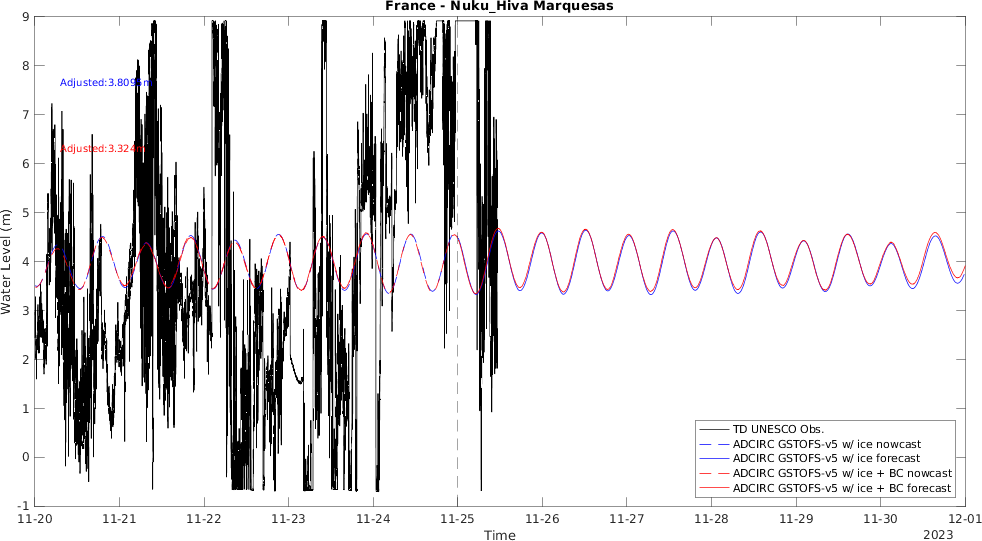 France - Nuku_Hiva Marquesas
9
8
7
6
5
4
3
2
1
0
-1
Water Level (m)
Adjusted:3.809
Adjusted:3.324m
TD UNESCO Obs.
ADCIRC GSTOFS-v5 w/ ice nowcast
ADCIRC GSTOFS-v5 w/ ice forecast
ADCIRC GSTOFS-v5 w/ ice + BC nowcast
ADCIRC GSTOFS-v5 w/ ice + BC forecast
11-20 11-21 11-22 11-23 11-24 11-25 11-26 11-27 11-28 11-29 11-30 12-01
Time
2023